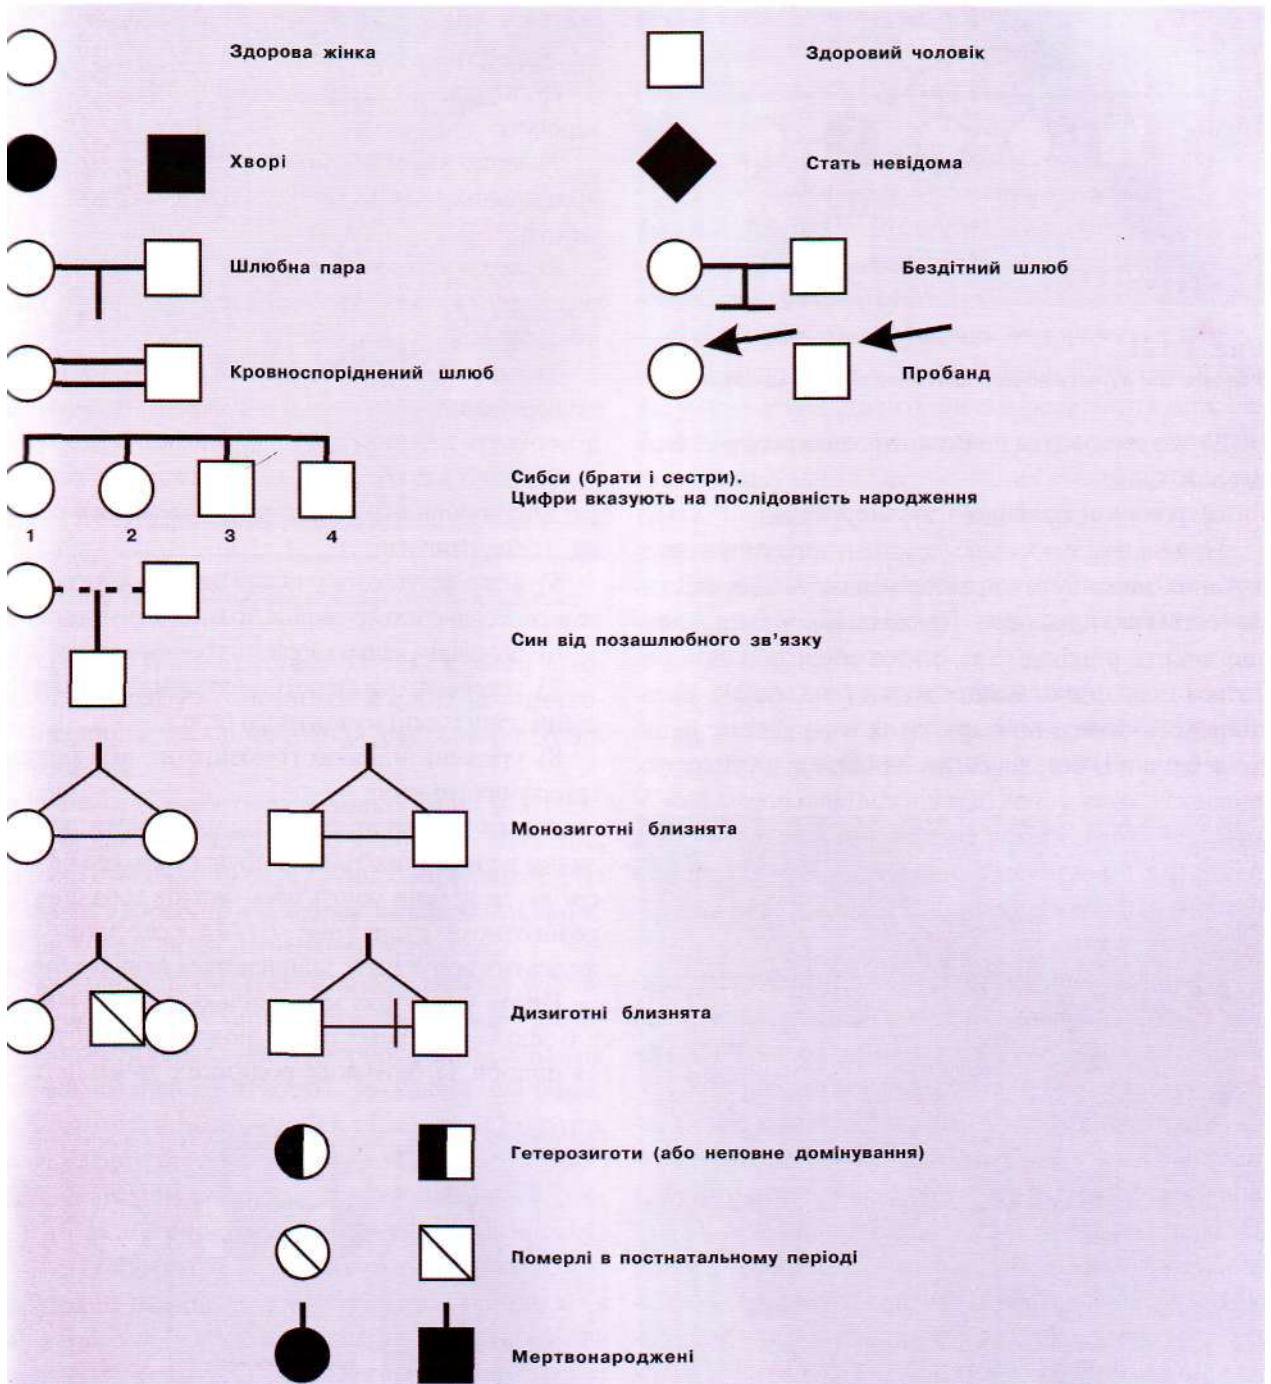 Здорова жінка
Здоровий чоловік
Хворі
Стать невідома
Шлюбна пара
Бездітний шлюб
Кровноспоріднений шлюб
Пробанд
Сибси (брати і сестри).
Цифри вказують на послідовність народження
1 2 3 4
Син від позашлюбного зв'язку
Монозиготні близнята
Дизиготні близнята
Гетерозиготи (або неповне домінування)
Померлі в постнатальному періоді
Мертвонароджені